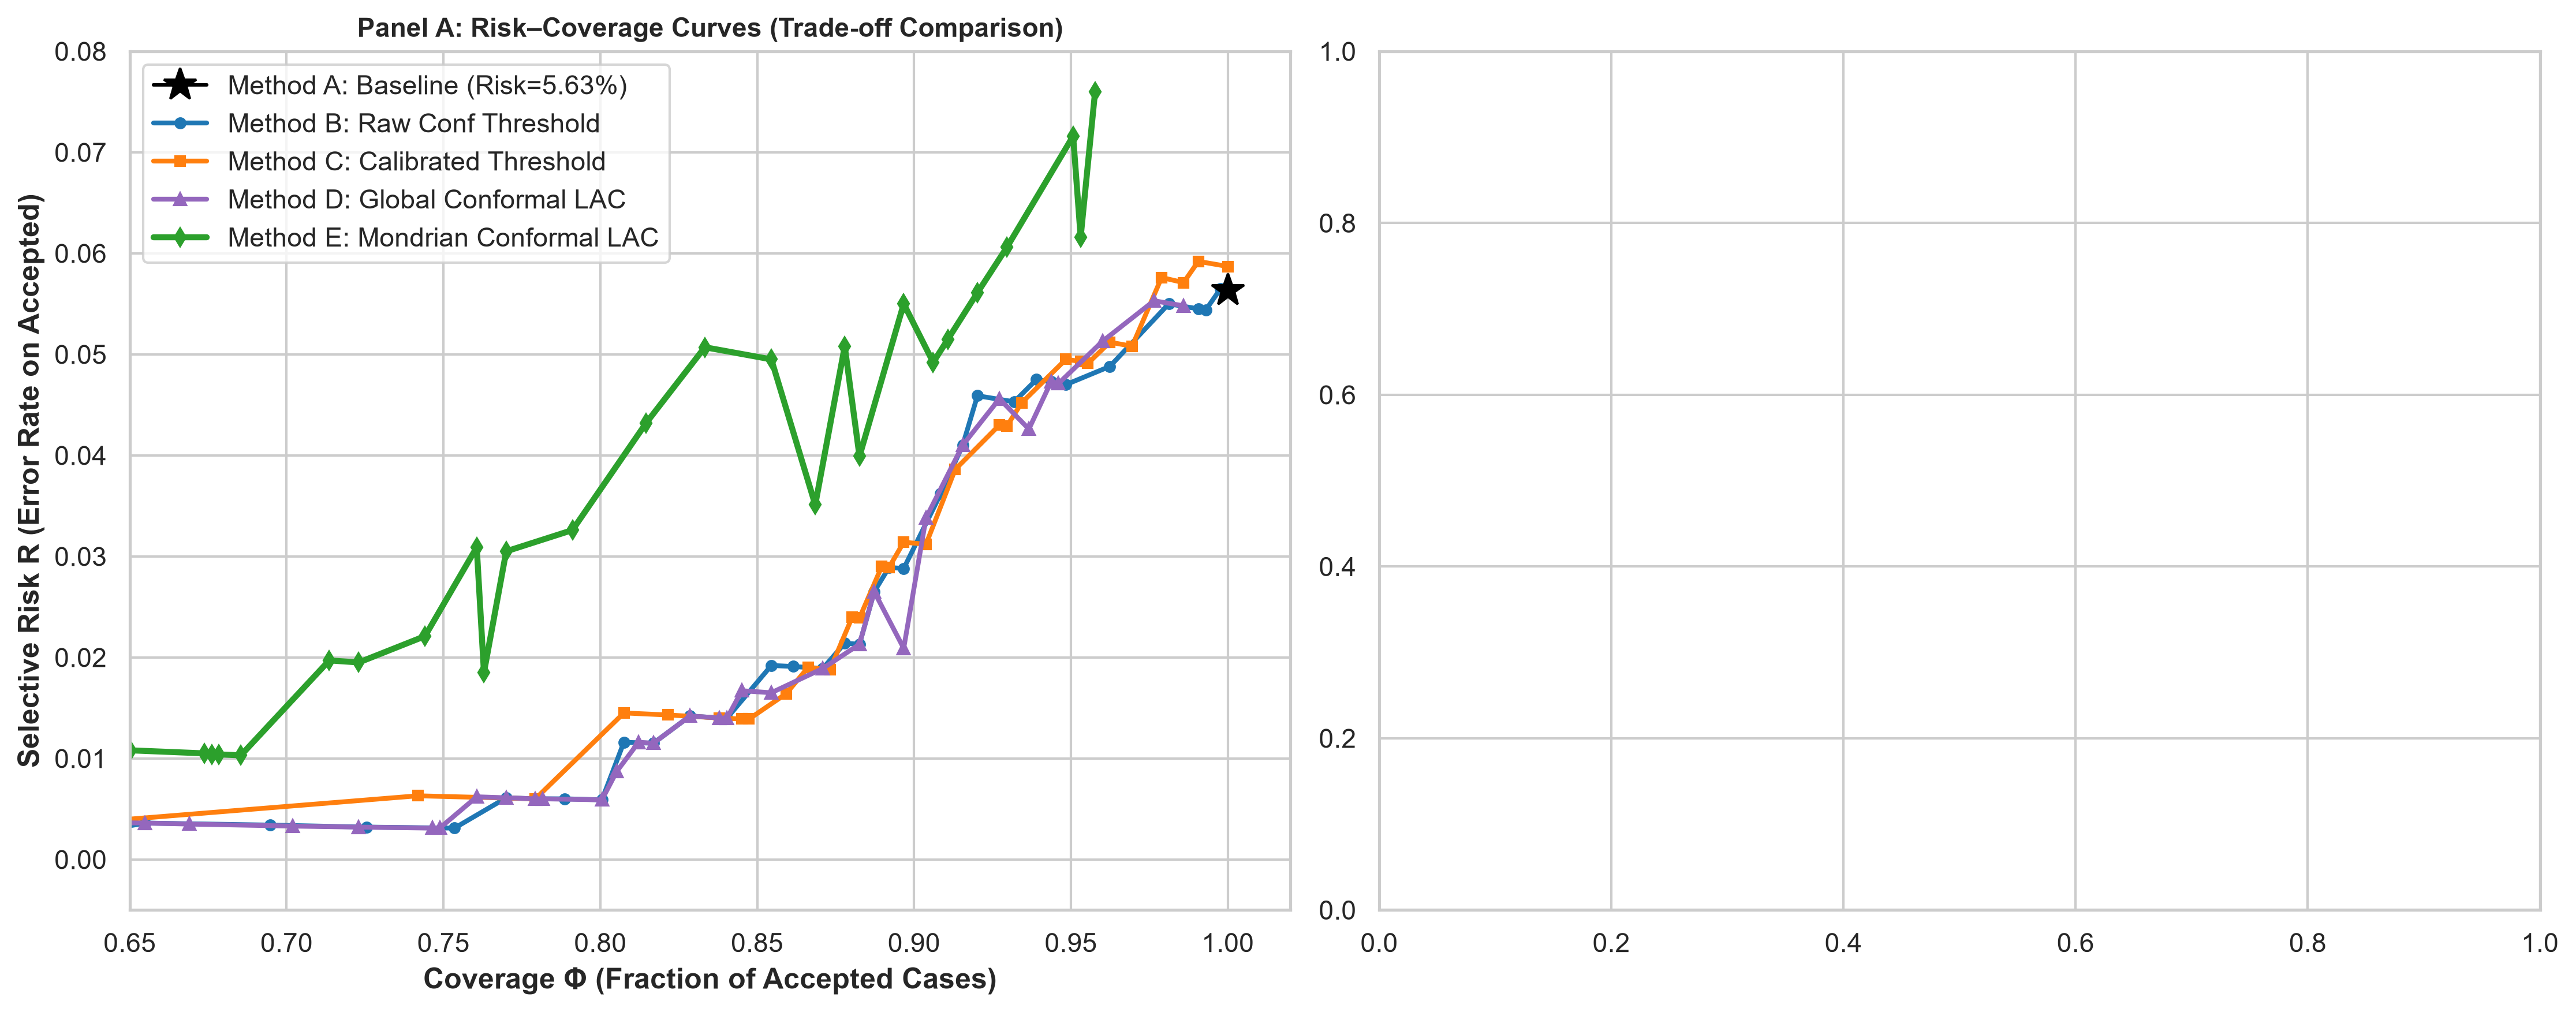 Panel A: Risk–Coverage Curves (Trade-off Comparison)
0.08
0.07
0.06
0.05
0.04
0.03
0.02
0.01
0.00
Selective Risk R (Error Rate on Accepted)
Method A: Baseline (Risk=5.63%)
Method B: Raw Conf Threshold
Method C: Calibrated Threshold
Method D: Global Conformal LAC
Method E: Mondrian Conformal LAC
0.65 0.70 0.75 0.80 0.85 0.90 0.95 1.00
Coverage Φ (Fraction of Accepted Cases)
1.0
0.8
0.6
0.4
0.2
0.0
0.0 0.2 0.4 0.6 0.8 1.0